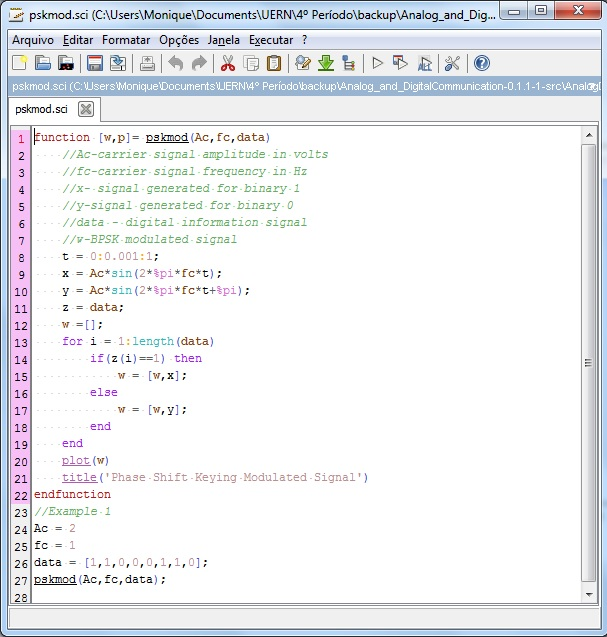 pskmod.sci (C:\Users\Monique\Documents\UERN\4º Período\backup\Analog_and_Dig...
Arquivo Editar Formatar Opções Janela Executar ?
pskmod.sci (C:\Users\Monique\Documents\UERN\4º Período\backup\Analog_and_DigitalCommunication-0.1.1-1-src\Analog
pskmod.sci
1 function [w,p]= pskmod(Ac,fc,data)
2 //Ac-carrier signal amplitude in volts
3 //fc-carrier signal frequency in Hz
4 //x- signal generated for binary 1
5 //y-signal generated for binary 0
6 //data - digital information signal
7 //w-BPSK modulated signal
8 t = 0:0.001:1;
9 x = Ac*sin(2*%pi*fc*t);
10 y = Ac*sin(2*%pi*fc*t+%pi);
11 z = data;
12 w =[];
13 for i = 1:length(data)
14 if(z(i)==1) then
15 w = [w,x];
16 else
17 w = [w,y];
18 end
19 end
20 plot(w)
21 title('Phase Shift Keying Modulated Signal')
22 endfunction
23 //Example 1
24 Ac = 2
25 fc = 1
26 data = [1,1,0,0,0,1,1,0];
27 pskmod(Ac,fc,data);
28